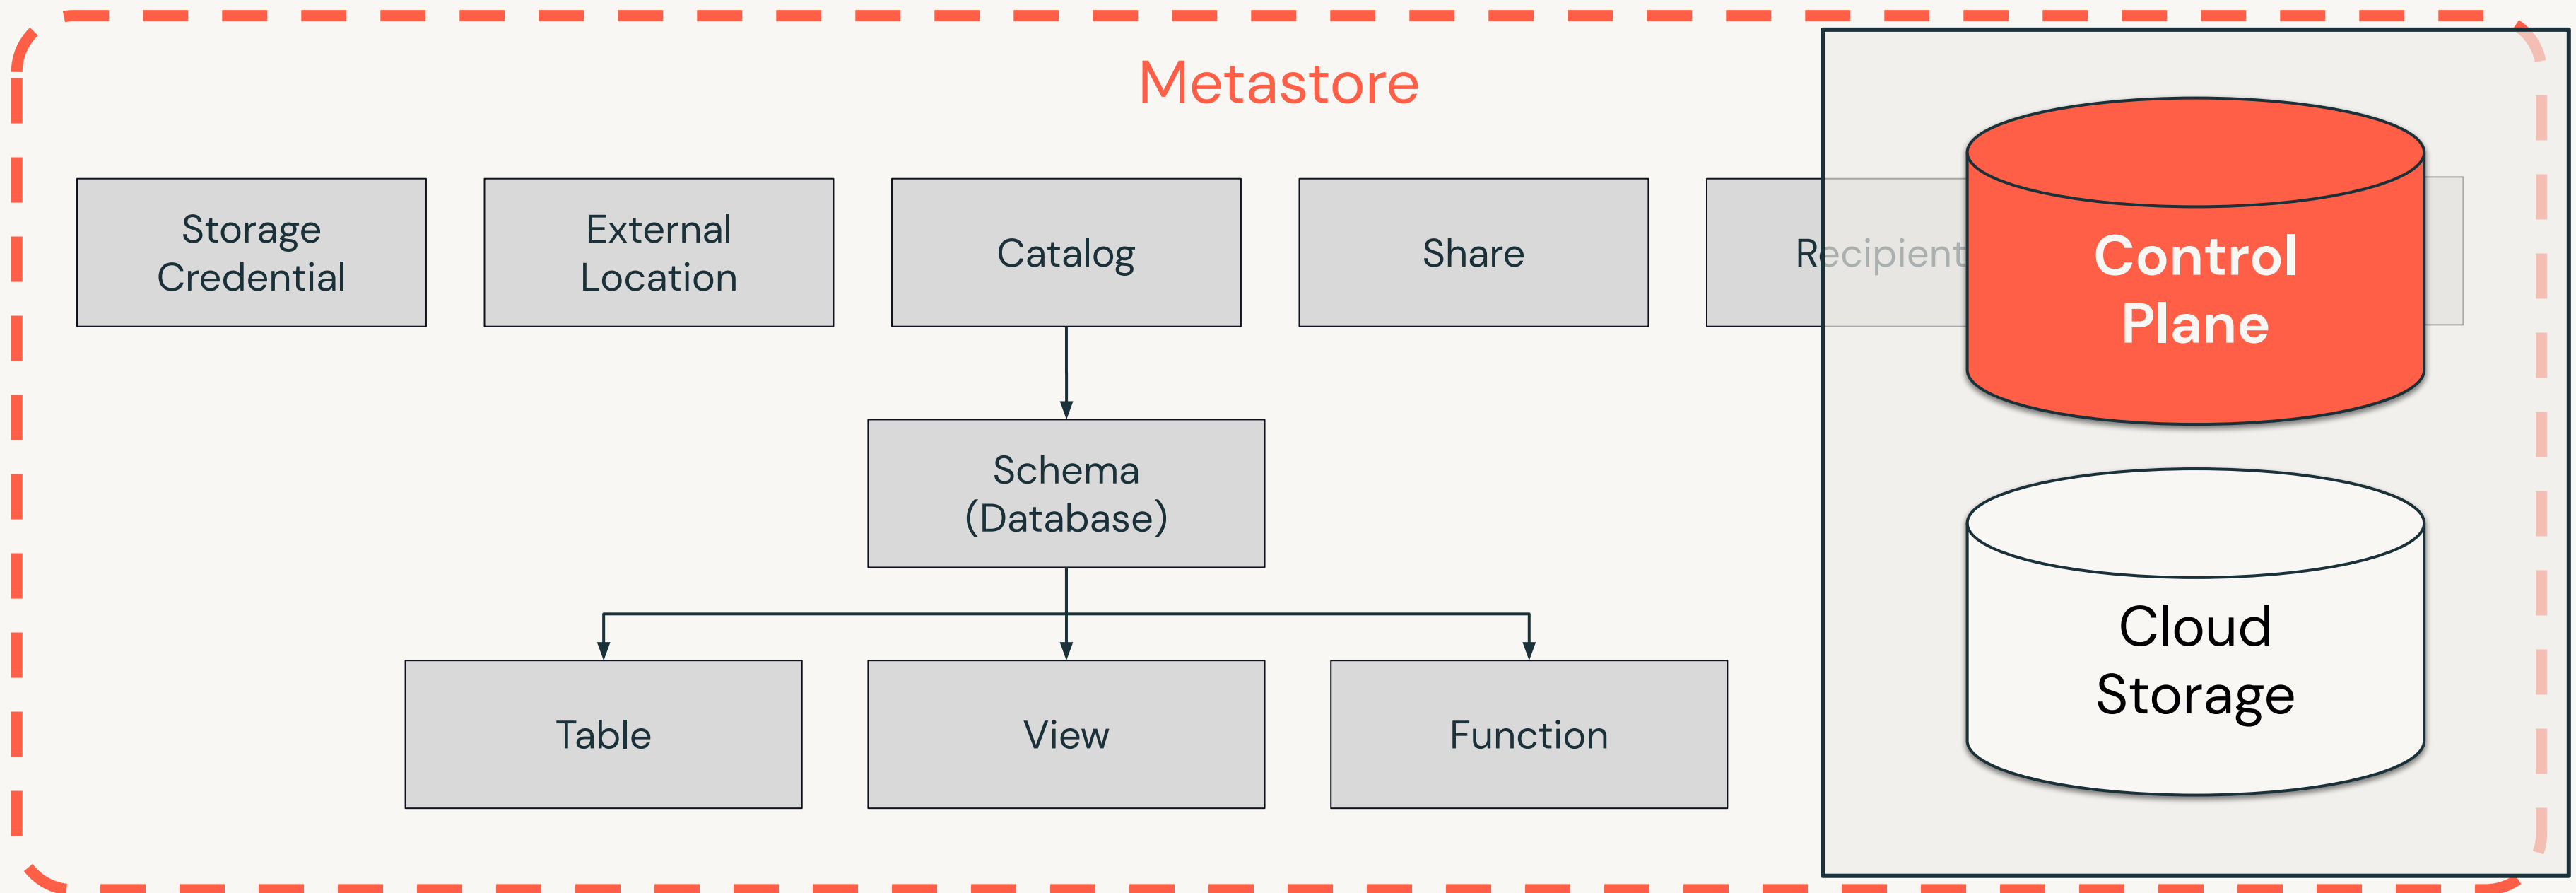 Metastore
Storage
Credential
External
Location
Catalog
Share
Recipient
Control
Plane
Schema
(Database)
Cloud
Storage
Table
View
Function